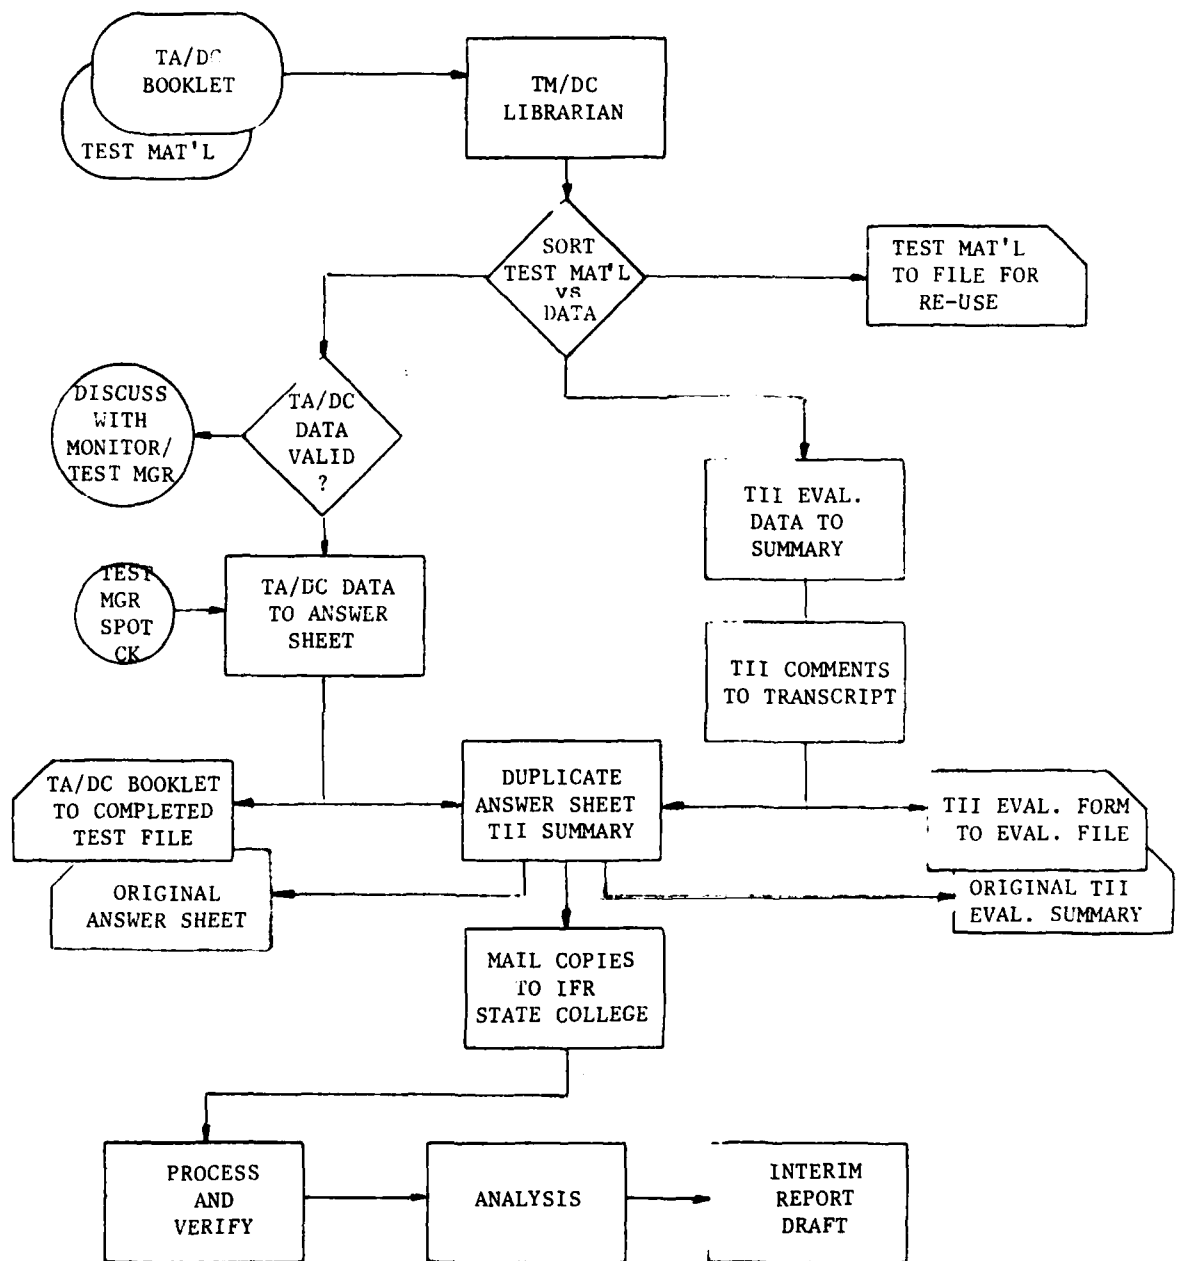 TA/DC
BOOKLET
TEST MAT'L
TM/DC
LIBRARIAN
SORT
TEST MAT'L
VS
DATA
TEST MAT'L
TO FILE FOR
RE-USE
DISCUSS
WITH
MONITOR/
TEST MGR
TA/DC
DATA
VALID
?
TII EVAL.
DATA TO
SUMMARY
TEST
MGR
SPOT
CK
TA/DC DATA
TO ANSWER
SHEET
TII COMMENTS
TO TRANSCRIPT
TA/DC BOOKLET
TO COMPLETED
TEST FILE
DUPLICATE
ANSWER SHEET
TII SUMMARY
TII EVAL. FORM
TO EVAL. FILE
ORIGINAL
ANSWER SHEET
ORIGINAL TII
EVAL. SUMMARY
MAIL COPIES
TO IFR
STATE COLLEGE
PROCESS
AND
VERIFY
ANALYSIS
INTERIM
REPORT
DRAFT